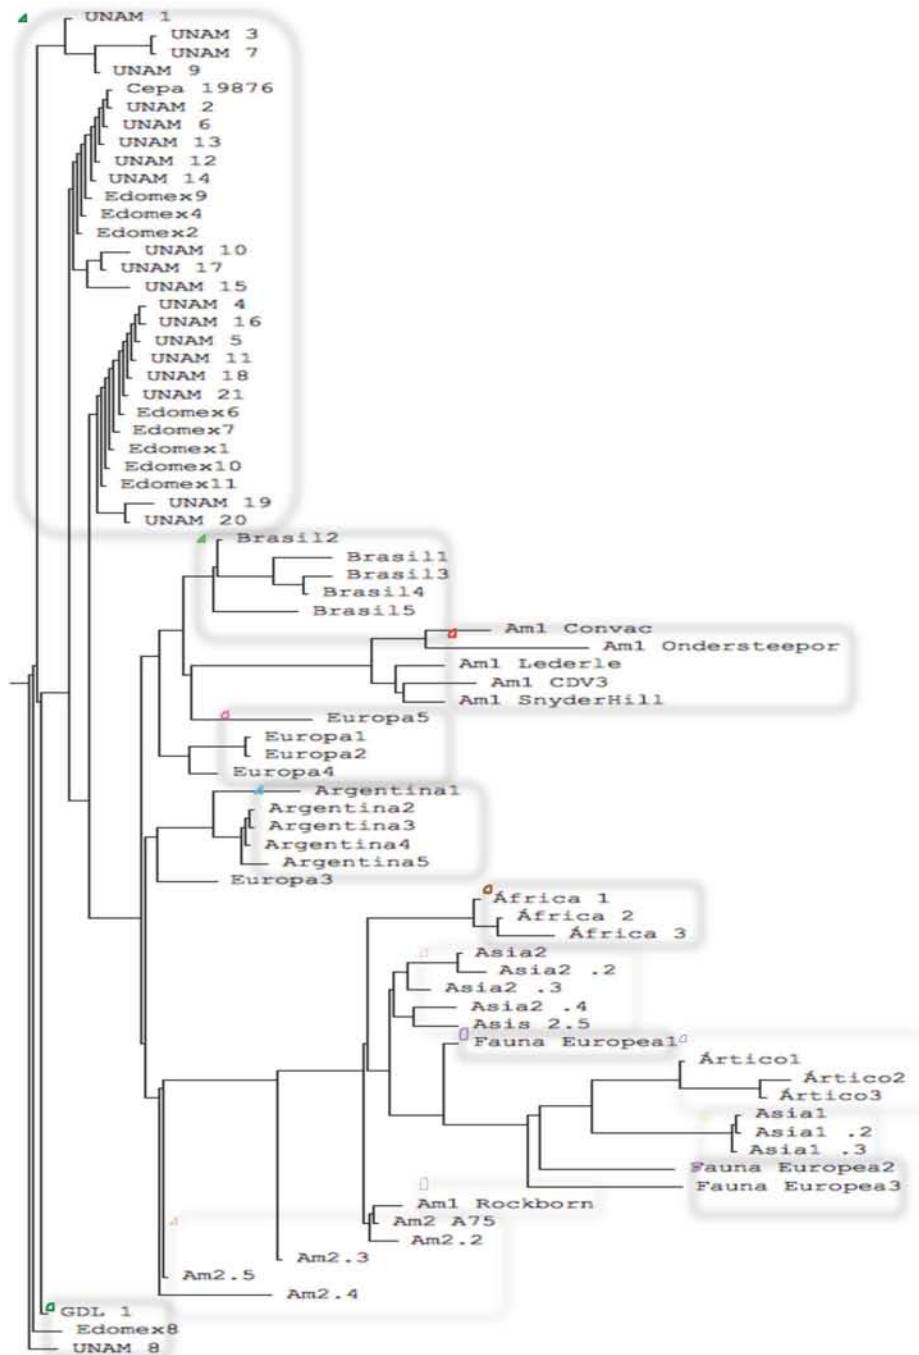 UNAM 1
UNAM 3
UNAM 7
UNAM 9
Cepa 19876
UNAM 2
UNAM 6
UNAM 13
UNAM 12
UNAM 14
Edomex9
Edomex4
Edomex2
UNAM 10
UNAM 17
UNAM 15
UNAM 4
UNAM 16
UNAM 5
UNAM 11
UNAM 18
UNAM 21
Edomex6
Edomex7
Edomex1
Edomex10
Edomex11
UNAM 19
UNAM 20
Brasil2
Brasil1
Brasil3
Brasil4
Brasil5
Am1 Convac
Am1 Ondersteepor
Am1 Lederle
Am1 CDV3
Am1 SnyderHill
Europa5
Europa1
Europa2
Europa4
Argentina1
Argentina2
Argentina3
Argentina4
Argentina5
Europa3
África 1
África 2
África 3
Asia2
Asia2 .2
Asia2 .3
Asia2 .4
Asis 2.5
Fauna Europea1
Ártico1
Ártico2
Ártico3
Asia1
Asia1 .2
Asia1 .3
Fauna Europea2
Fauna Europea3
Am1 Rockborn
Am2 A75
Am2.2
Am2.3
Am2.5
Am2.4
GDL 1
Edomex8
UNAM 8